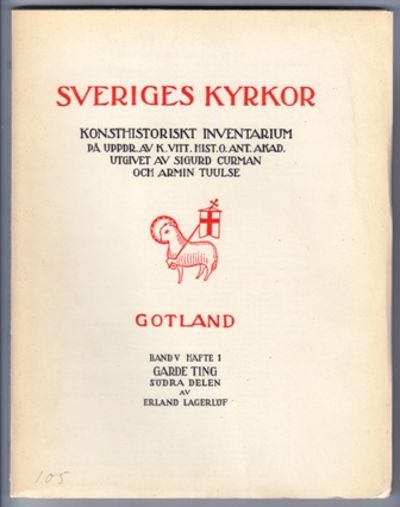 SVERIGES KYRKOR
KONSTHISTORISKT INVENTARIUM
PÅ UPPDR. AV K. VITT. HIST. O. ANT. AKAD.
UTGIVET AV SIGURD CURMAN
OCH ARMIN TUULSE
GOTLAND
BAND V HÄFTE 1
GARDE TING
SÖDRA DELEN
AV
ERLAND LAGERLÖF
105